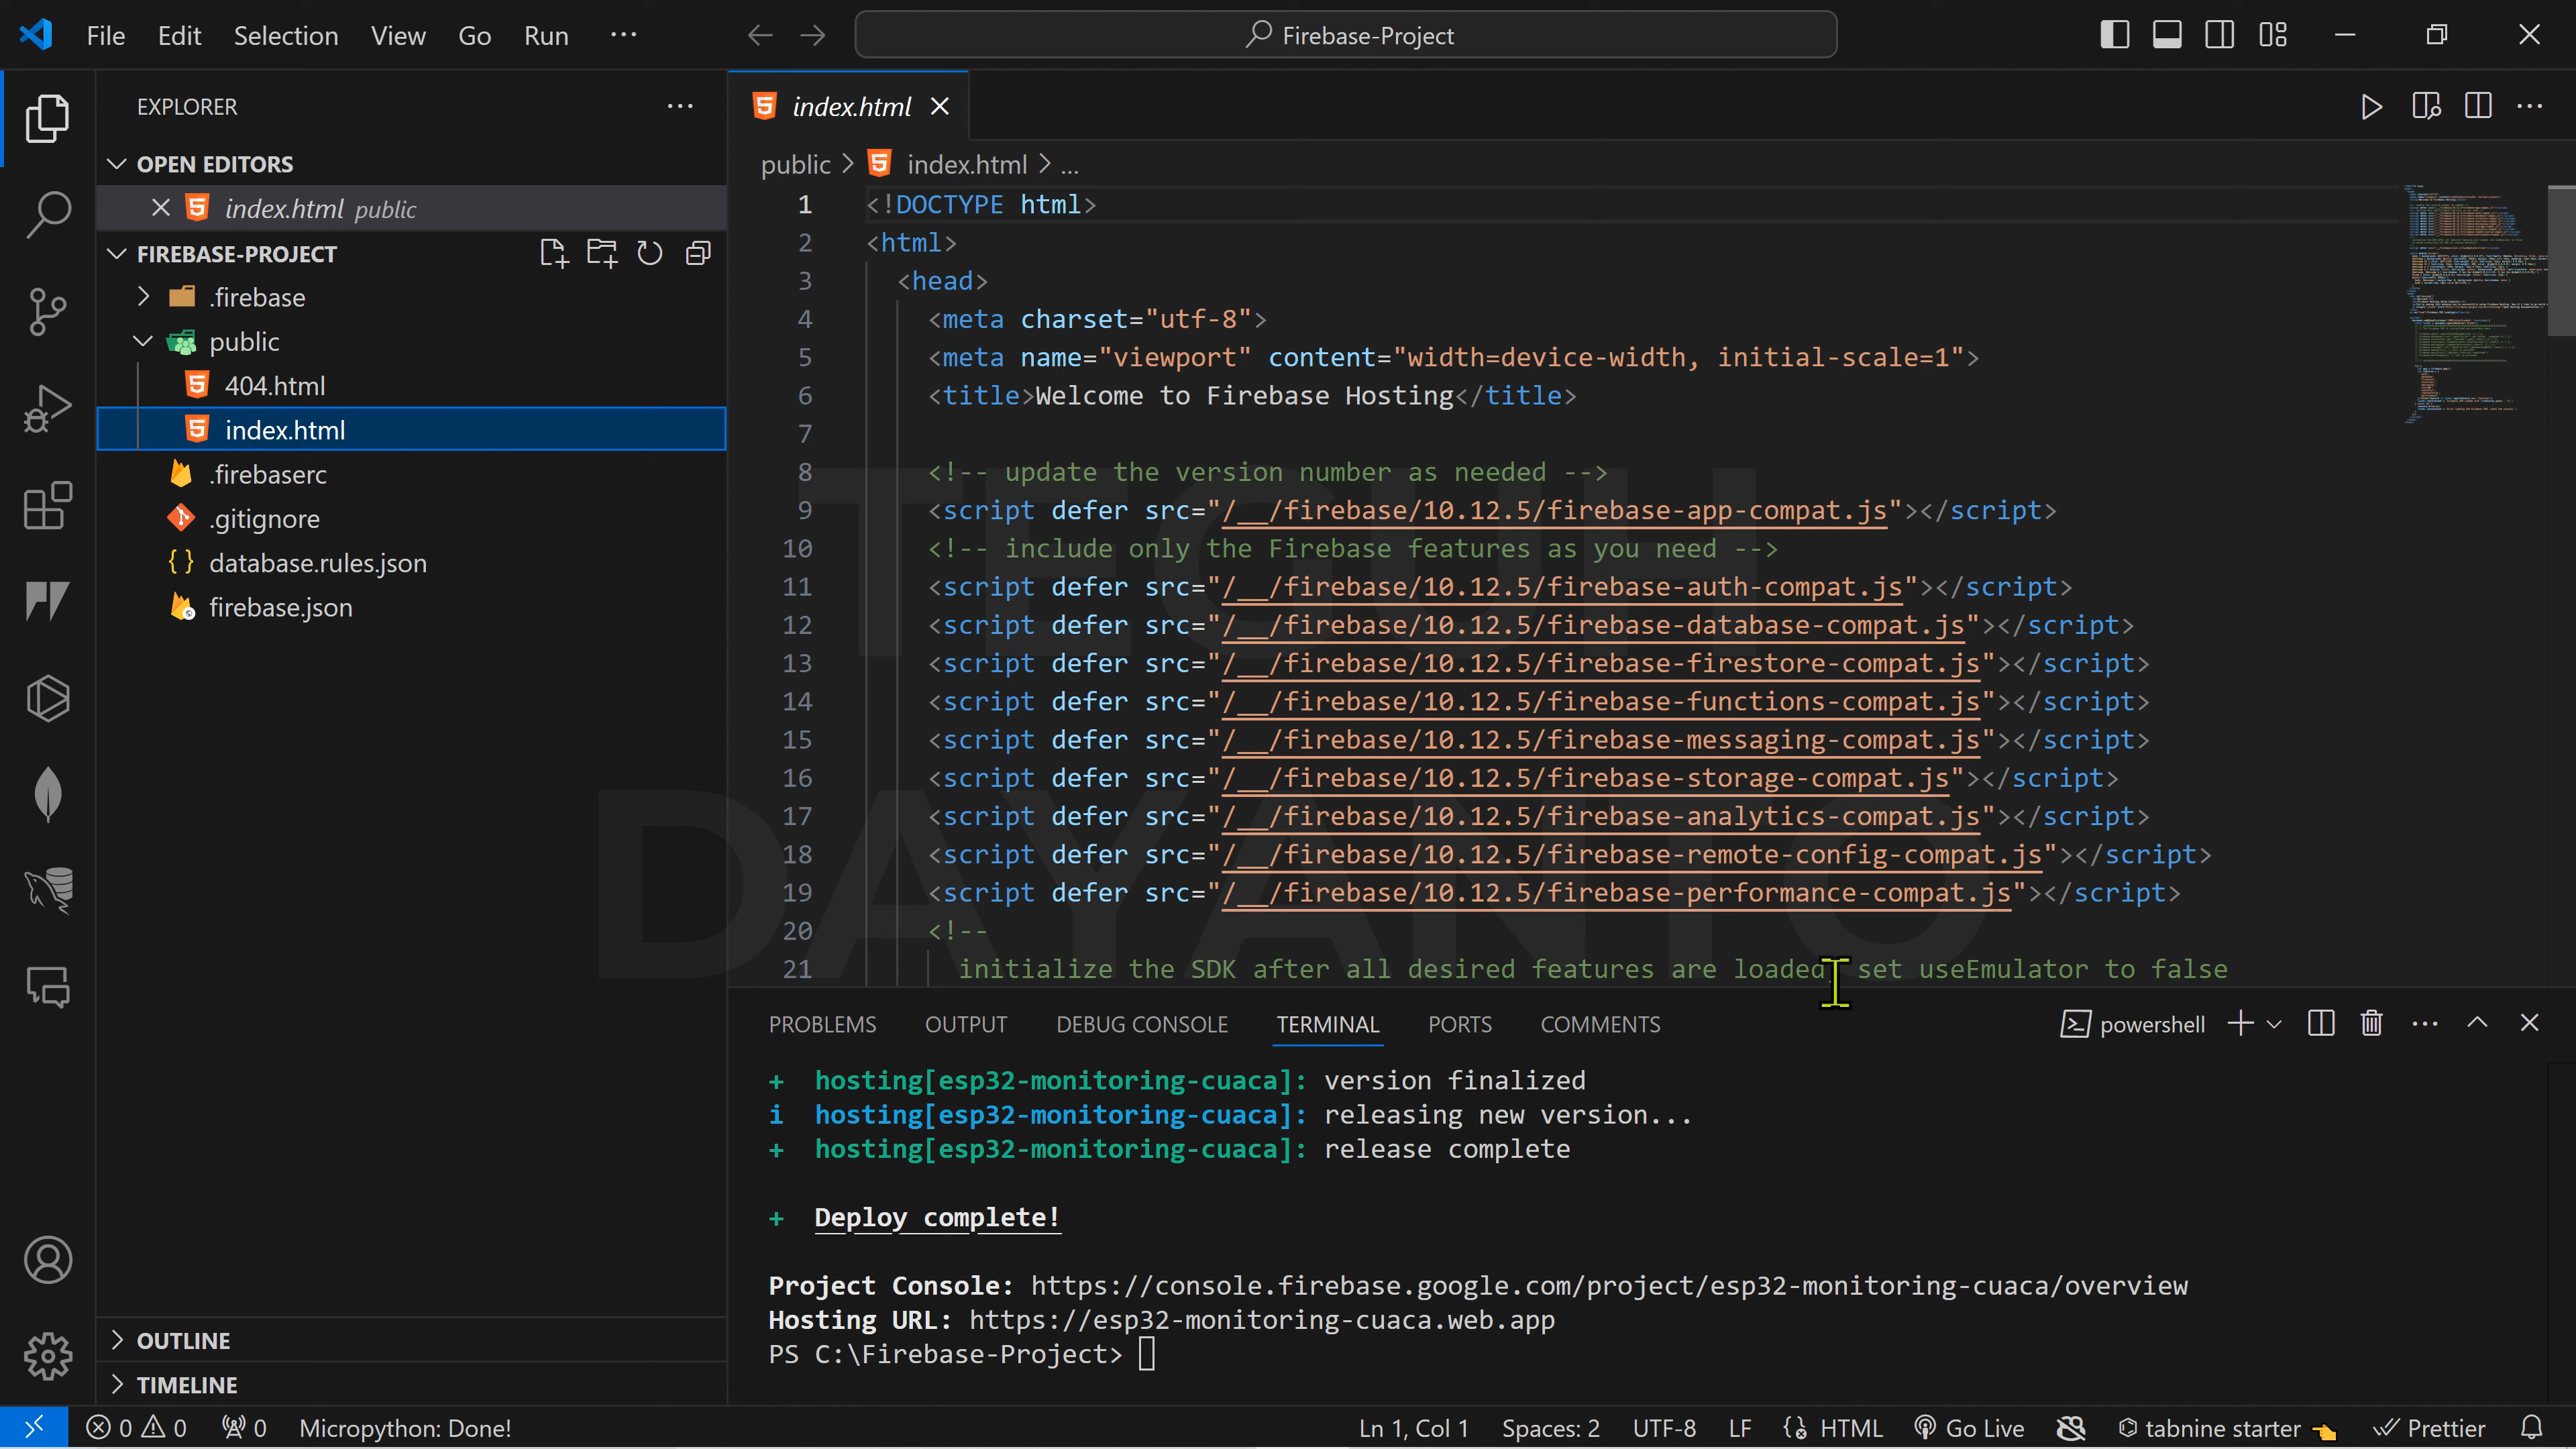 File Edit Selection View Go Run ··· Firebase-Project
EXPLORER
OPEN EDITORS
index.html public
FIREBASE-PROJECT
.firebase
public
404.html
index.html
.firebaserc
.gitignore
database.rules.json
firebase.json
OUTLINE
TIMELINE
index.html
public > index.html > ...
1 <!DOCTYPE html>
2 <html>
3 <head>
4 <meta charset="utf-8">
5 <meta name="viewport" content="width=device-width, initial-scale=1">
6 <title>Welcome to Firebase Hosting</title>
7
8 <!-- update the version number as needed -->
9 <script defer src="/__/firebase/10.12.5/firebase-app-compat.js"></script>
10 <!-- include only the Firebase features as you need -->
11 <script defer src="/__/firebase/10.12.5/firebase-auth-compat.js"></script>
12 <script defer src="/__/firebase/10.12.5/firebase-database-compat.js"></script>
13 <script defer src="/__/firebase/10.12.5/firebase-firestore-compat.js"></script>
14 <script defer src="/__/firebase/10.12.5/firebase-functions-compat.js"></script>
15 <script defer src="/__/firebase/10.12.5/firebase-messaging-compat.js"></script>
16 <script defer src="/__/firebase/10.12.5/firebase-storage-compat.js"></script>
17 <script defer src="/__/firebase/10.12.5/firebase-analytics-compat.js"></script>
18 <script defer src="/__/firebase/10.12.5/firebase-remote-config-compat.js"></script>
19 <script defer src="/__/firebase/10.12.5/firebase-performance-compat.js"></script>
20 <!--
21 initialize the SDK after all desired features are loaded, set useEmulator to false
TEGUH
DAYANTO
PROBLEMS OUTPUT DEBUG CONSOLE TERMINAL PORTS COMMENTS powershell
+ hosting[esp32-monitoring-cuaca]: version finalized
i hosting[esp32-monitoring-cuaca]: releasing new version...
+ hosting[esp32-monitoring-cuaca]: release complete
+ Deploy complete!
Project Console: https://console.firebase.google.com/project/esp32-monitoring-cuaca/overview
Hosting URL: https://esp32-monitoring-cuaca.web.app
PS C:\Firebase-Project>
0 0 0 Micropython: Done! Ln 1, Col 1 Spaces: 2 UTF-8 LF HTML Go Live tabnine starter Prettier